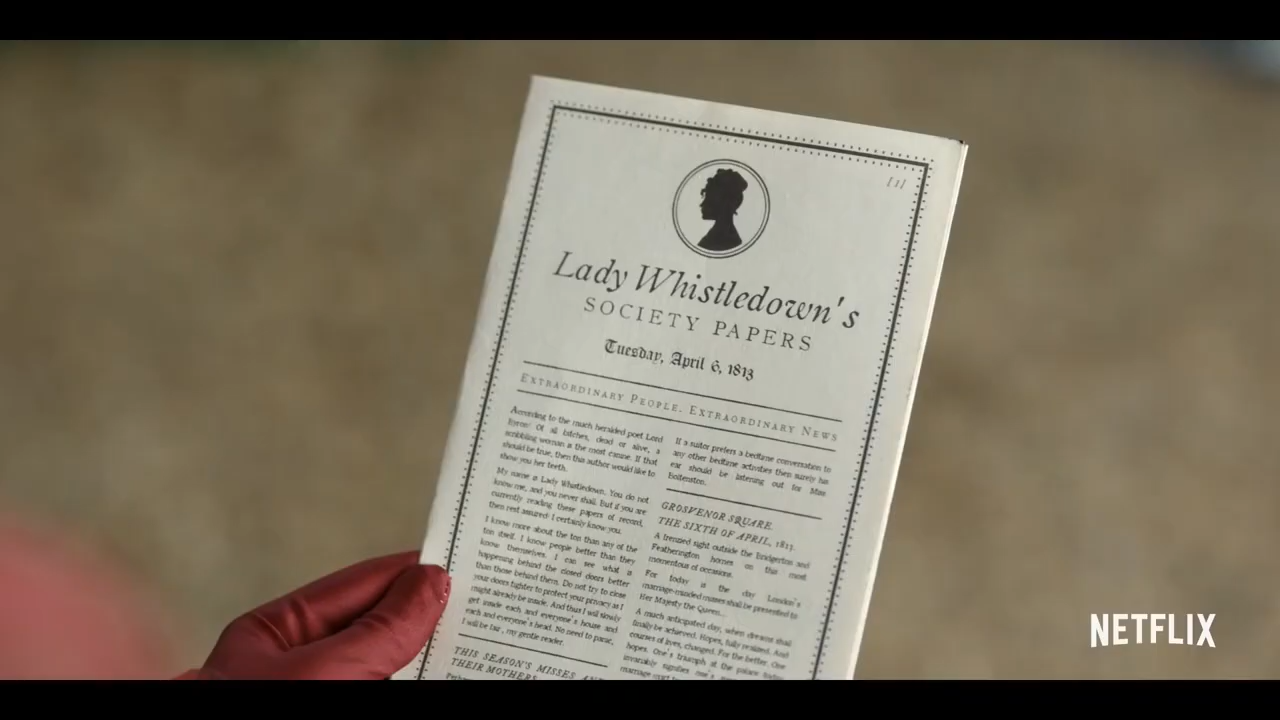 [1]
Lady Whistledown's
SOCIETY PAPERS
Tuesday, April 6, 1813
EXTRAORDINARY PEOPLE, EXTRAORDINARY NEWS
According to the much heralded poet Lord
Byron! Of all bitches, dead or alive, a
scribbling woman is the most canine. If that
should be true, then this author would like to
show you her teeth.
My name is Lady Whistledown. You do not
know me, and you never shall. But if you are
currently reading these papers of record,
then rest assured: I certainly know you.
I know more about the ton than any of the
ton itself. I know people better than they
know themselves. I can see what is
happening behind the closed doors better
than those behind them. Do not try to close
your doors tighter to protect your privacy as I
might already be inside. And thus I will slowly
get inside each and everyone's house and
each and everyone's head. No need to panic,
I will be fair, my gentle reader.
THIS SEASON'S MISSES AND
THEIR MOTHERS
If a suitor prefers a bedtime conversation to
any other bedtime activities then surely his
ear should be listening out for Miss
GROSVENOR SQUARE,
THE SIXTH OF APRIL, 1813.
A frenzied sight outside the Bridgerton and
Featherington homes on this most
momentous of occasions.
For today is the day London's
marriage-minded misses shall be presented to
Her Majesty the Queen...
A much anticipated day, when dreams shall
finally be achieved. Hopes, fully realized. And
courses of lives, changed. For the better. One
hopes. One's triumph at the palace today
invariably signifies one's
NETFLIX